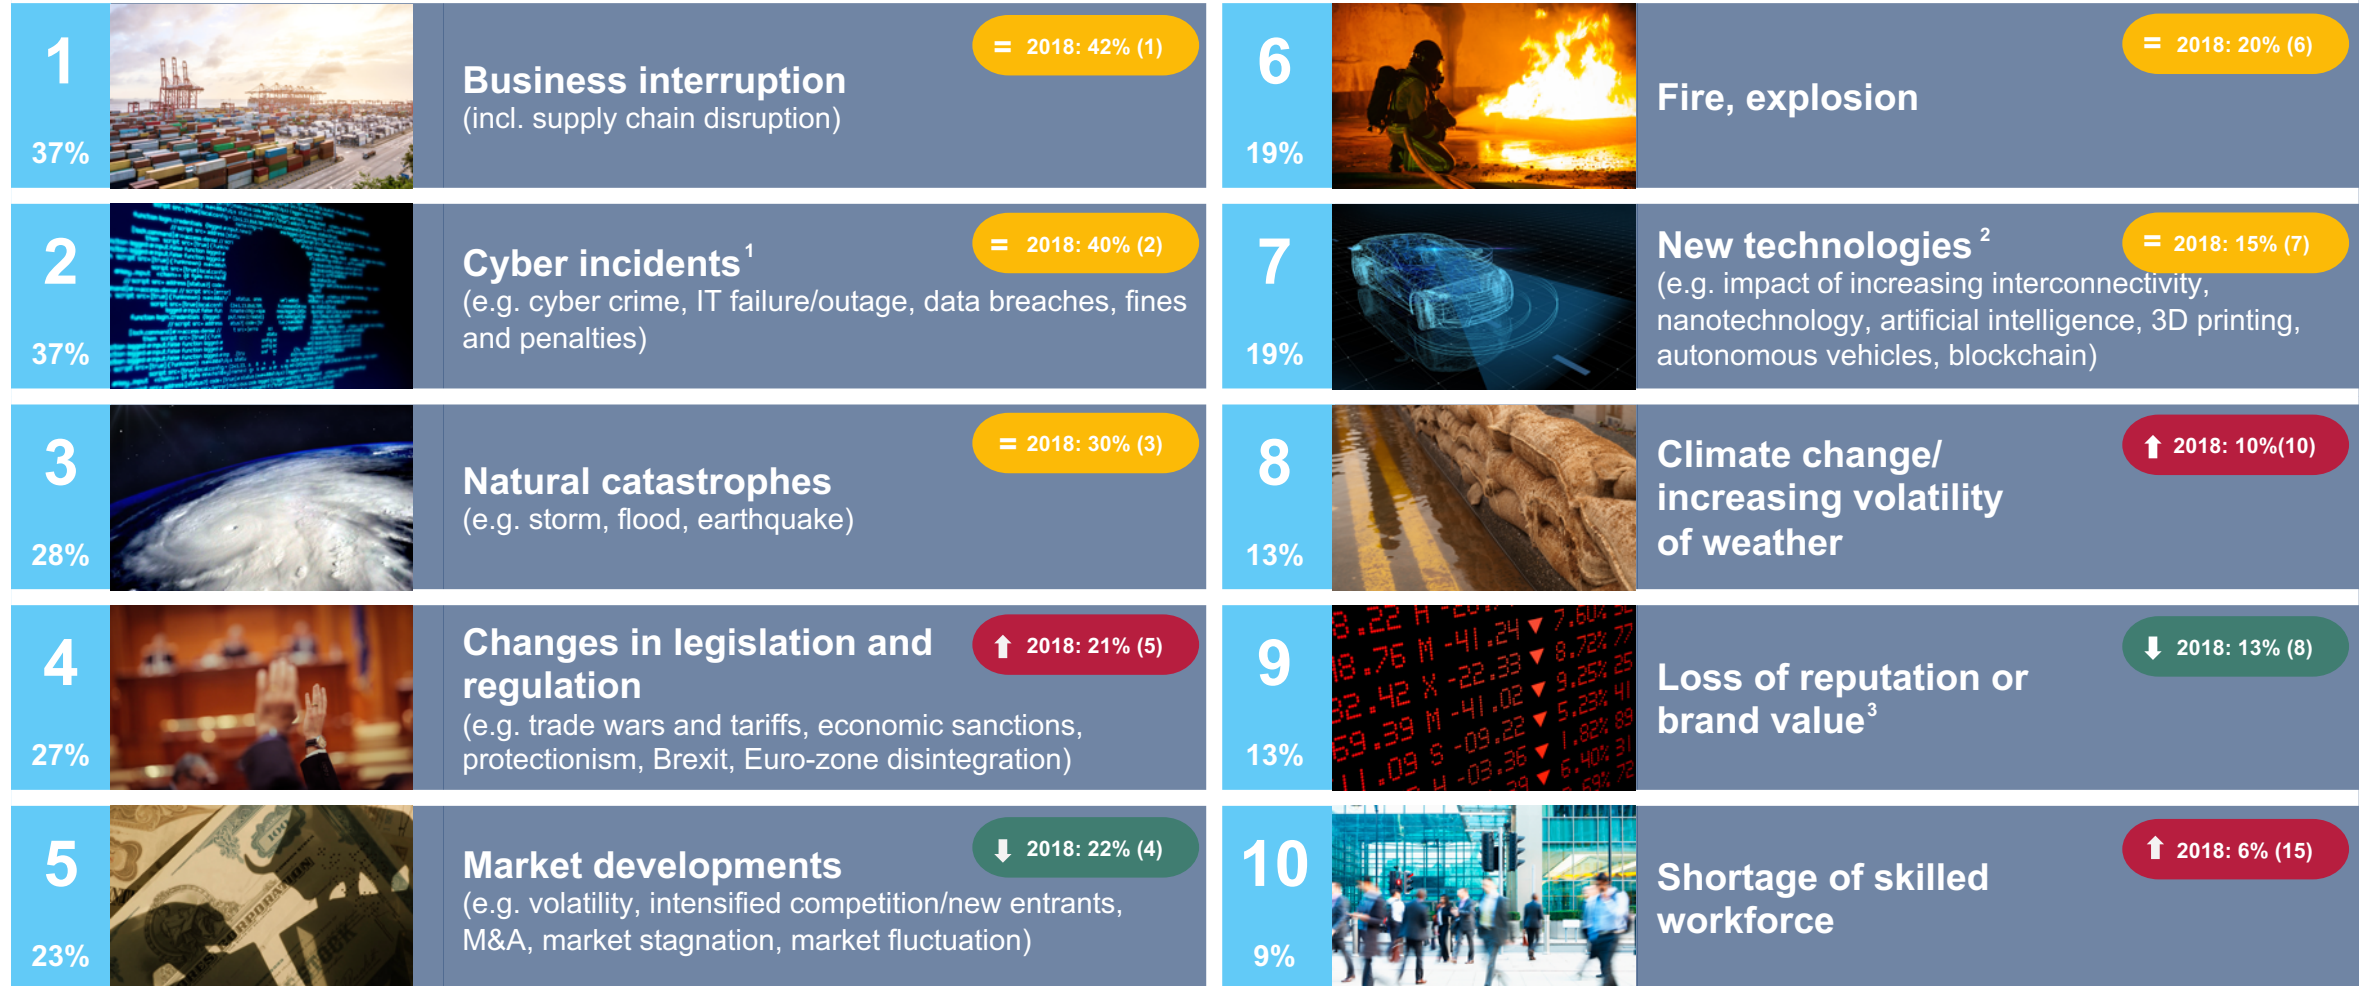 1
37%
Business interruption
(incl. supply chain disruption)
= 2018: 42% (1)
2
37%
Cyber incidents 1
(e.g. cyber crime, IT failure/outage, data breaches, fines
and penalties)
= 2018: 40% (2)
3
28%
Natural catastrophes
(e.g. storm, flood, earthquake)
= 2018: 30% (3)
4
27%
Changes in legislation and
regulation
(e.g. trade wars and tariffs, economic sanctions,
protectionism, Brexit, Euro-zone disintegration)
2018: 21% (5)
5
23%
Market developments
(e.g. volatility, intensified competition/new entrants,
M&A, market stagnation, market fluctuation)
2018: 22% (4)
6
19%
Fire, explosion
= 2018: 20% (6)
7
19%
New technologies 2
(e.g. impact of increasing interconnectivity,
nanotechnology, artificial intelligence, 3D printing,
autonomous vehicles, blockchain)
= 2018: 15% (7)
8
13%
Climate change/
increasing volatility
of weather
2018: 10%(10)
9
13%
Loss of reputation or
brand value3
2018: 13% (8)
10
9%
Shortage of skilled
workforce
2018: 6% (15)